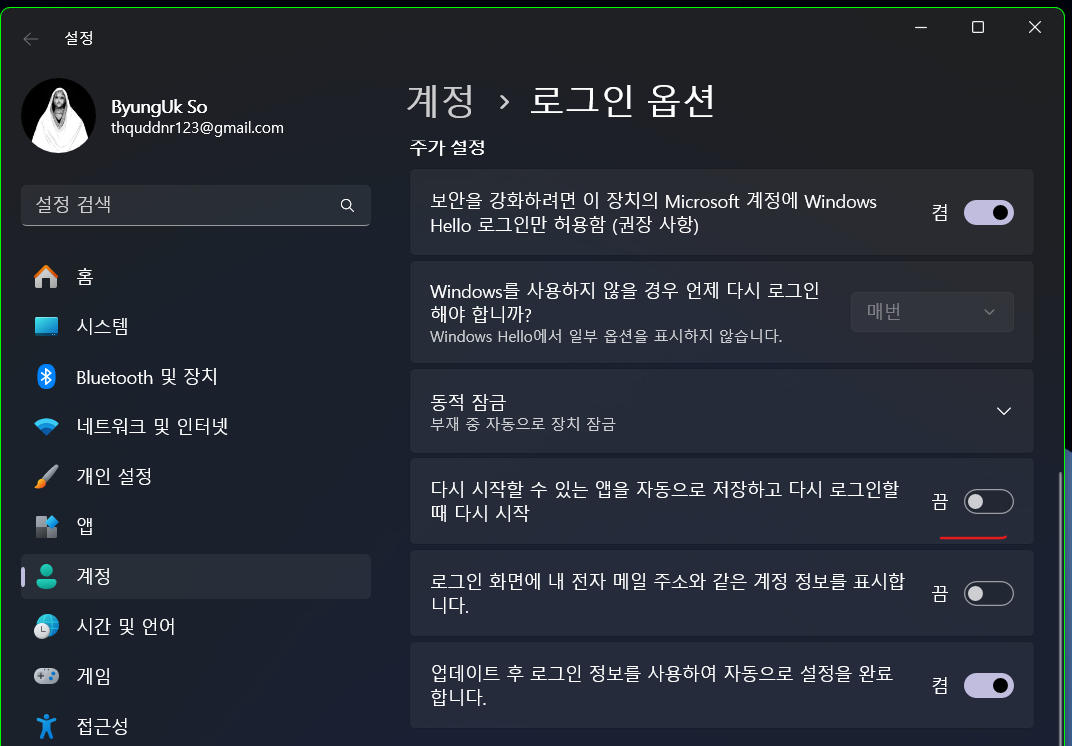 설정
ByungUk So
thquddnr123@gmail.com
설정 검색
홈
시스템
Bluetooth 및 장치
네트워크 및 인터넷
개인 설정
앱
계정
시간 및 언어
게임
접근성
계정 > 로그인 옵션
추가 설정
보안을 강화하려면 이 장치의 Microsoft 계정에 Windows
Hello 로그인만 허용함 (권장 사항)
켬
Windows를 사용하지 않을 경우 언제 다시 로그인
해야 합니까?
Windows Hello에서 일부 옵션을 표시하지 않습니다.
매번
동적 잠금
부재 중 자동으로 장치 잠금
다시 시작할 수 있는 앱을 자동으로 저장하고 다시 로그인할
때 다시 시작
끔
로그인 화면에 내 전자 메일 주소와 같은 계정 정보를 표시합
니다.
끔
업데이트 후 로그인 정보를 사용하여 자동으로 설정을 완료
합니다.
켬